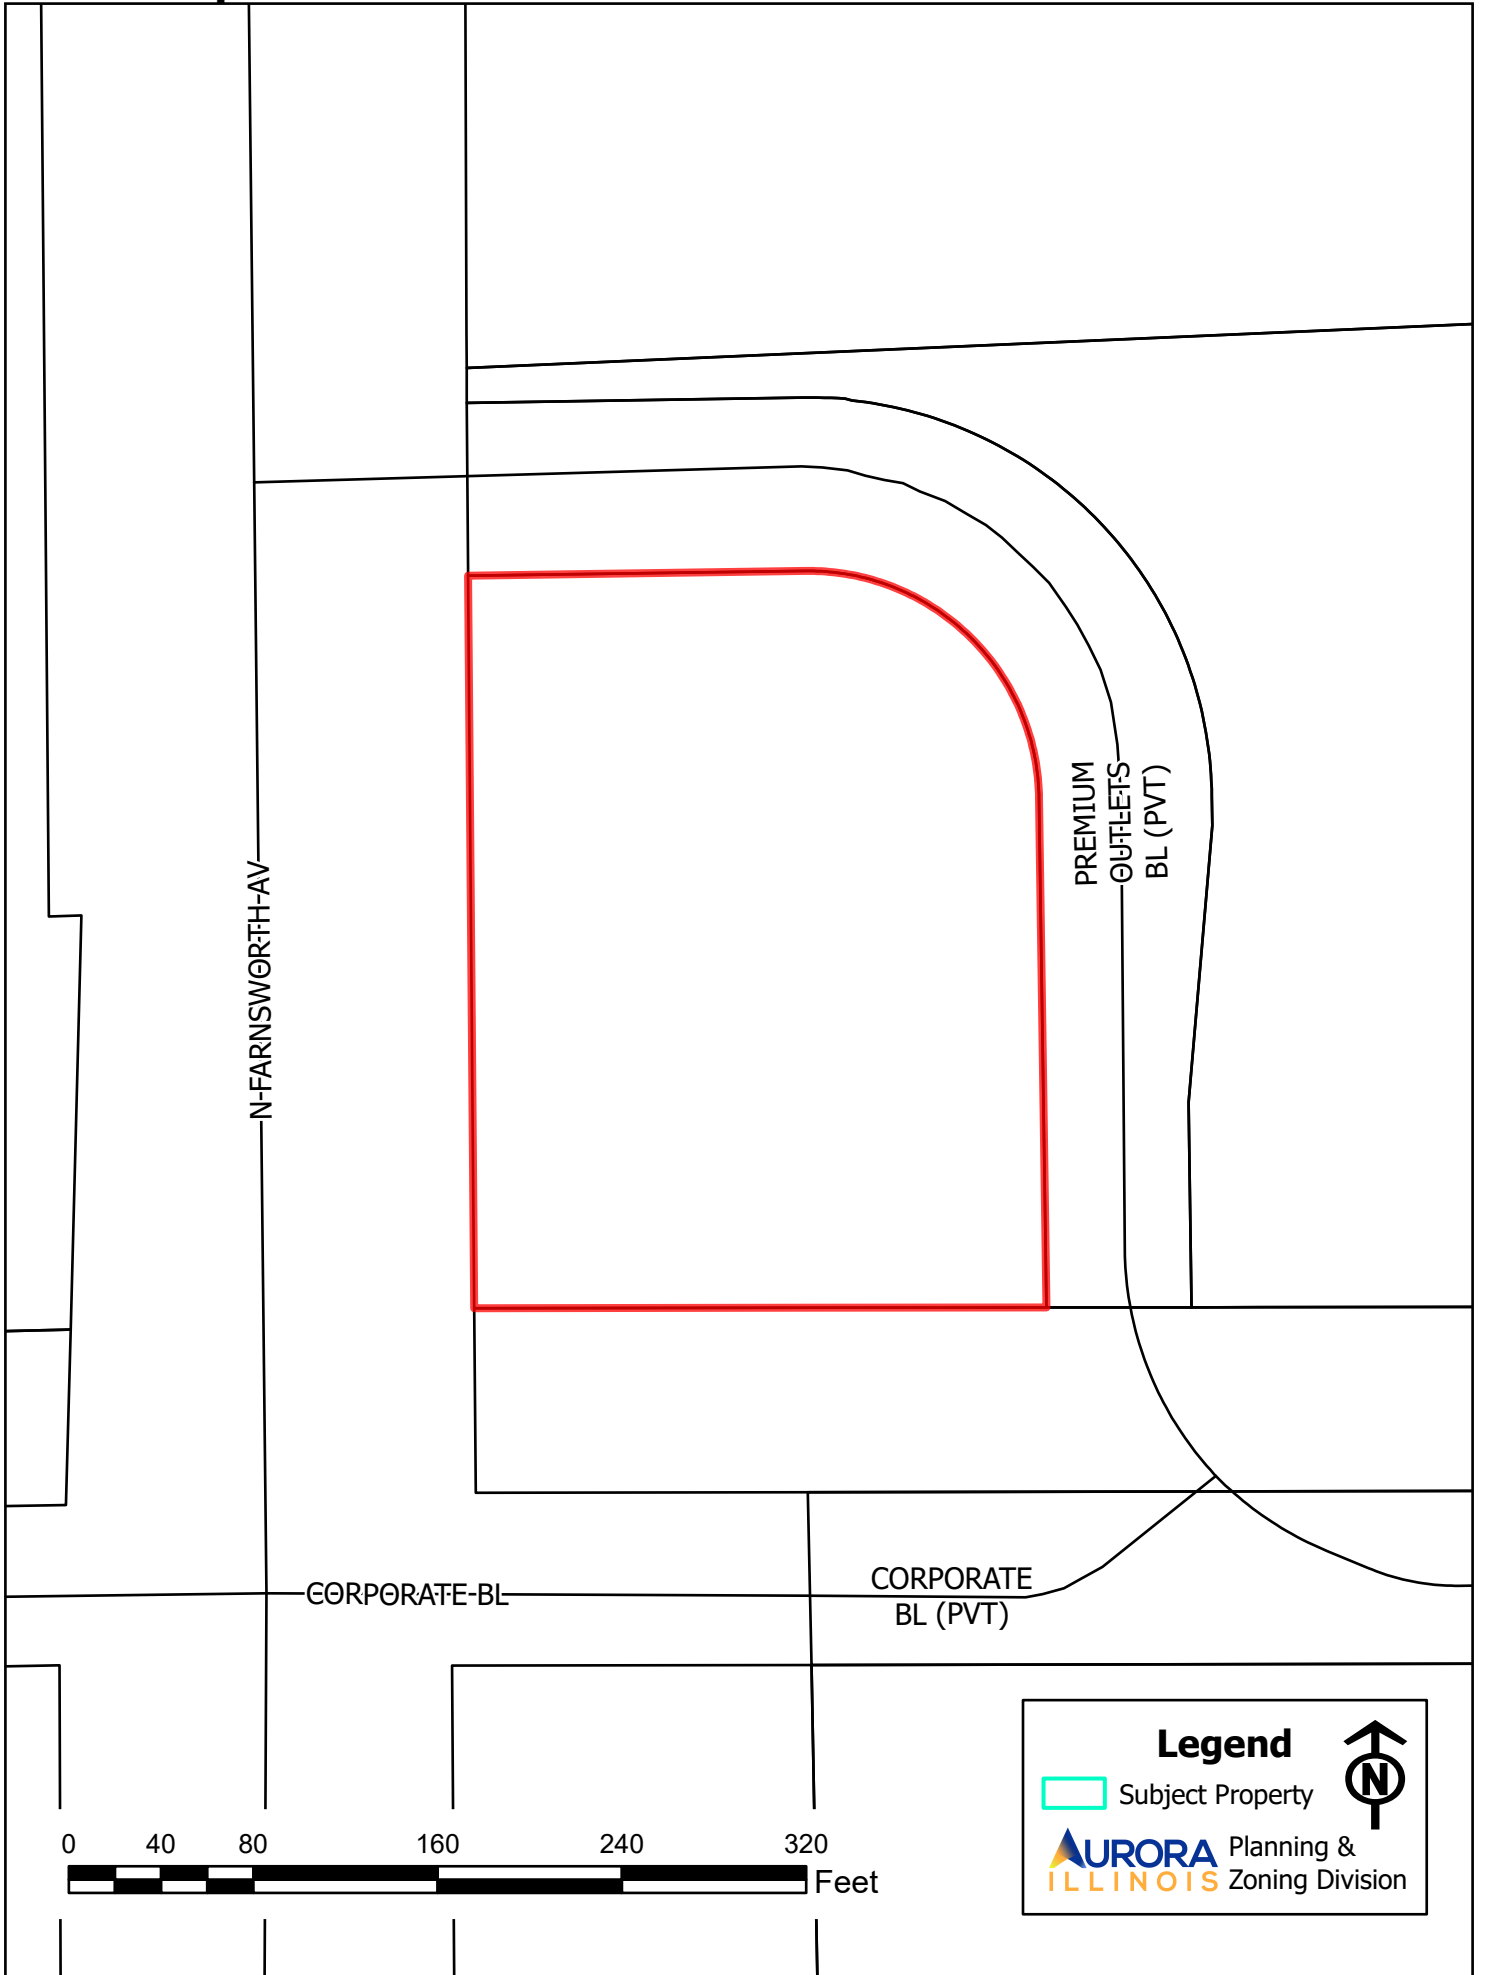 PREMIUM
OUTLETS
BL (PVT)
N FARNSWORTH AV
CORPORATE BL
CORPORATE
BL (PVT)
Legend
N
Subject Property
AURORA
ILLINOIS
Planning &
Zoning Division
0 40 80 160 240 320
Feet